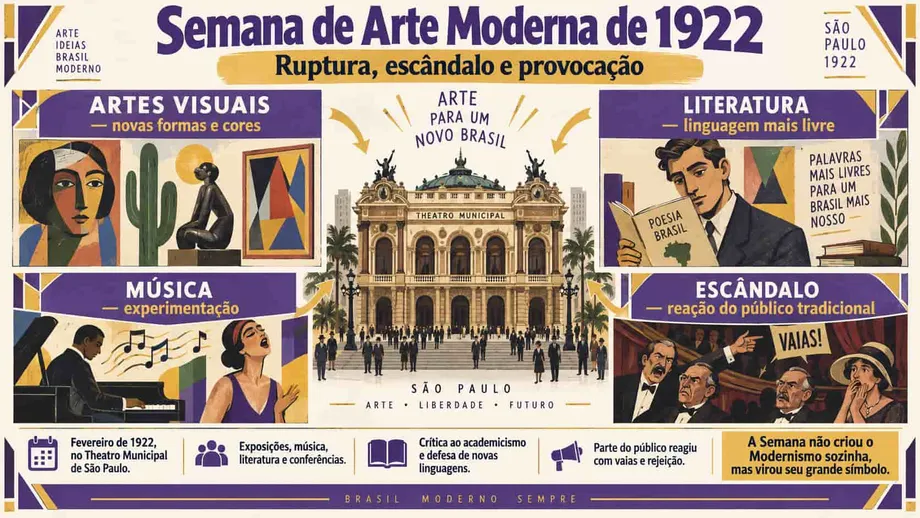 ARTE
IDEIAS
BRASIL
MODERNO
Semana de Arte Moderna de 1922
Ruptura, escândalo e provocação
SÃO
PAULO
1922
ARTES VISUAIS
— novas formas e cores
ARTE
PARA UM
NOVO BRASIL
THEATRO MUNICIPAL
LITERATURA
— linguagem mais livre
POESIA
BRASIL
PALAVRAS
MAIS LIVRES
PARA UM
BRASIL MAIS
NOSSO
MÚSICA
— experimentação
ESCÂNDALO
— reação do público tradicional
VAIAS!
SÃO PAULO
ARTE • LIBERDADE • FUTURO
Fevereiro de 1922,
no Theatro Municipal
de São Paulo.
Exposições, música,
literatura e conferências.
Crítica ao academicismo
e defesa de novas
linguagens.
Parte do público reagiu
com vaias e rejeição.
A Semana não criou o
Modernismo sozinha,
mas virou seu grande símbolo.
BRASIL MODERNO SEMPRE